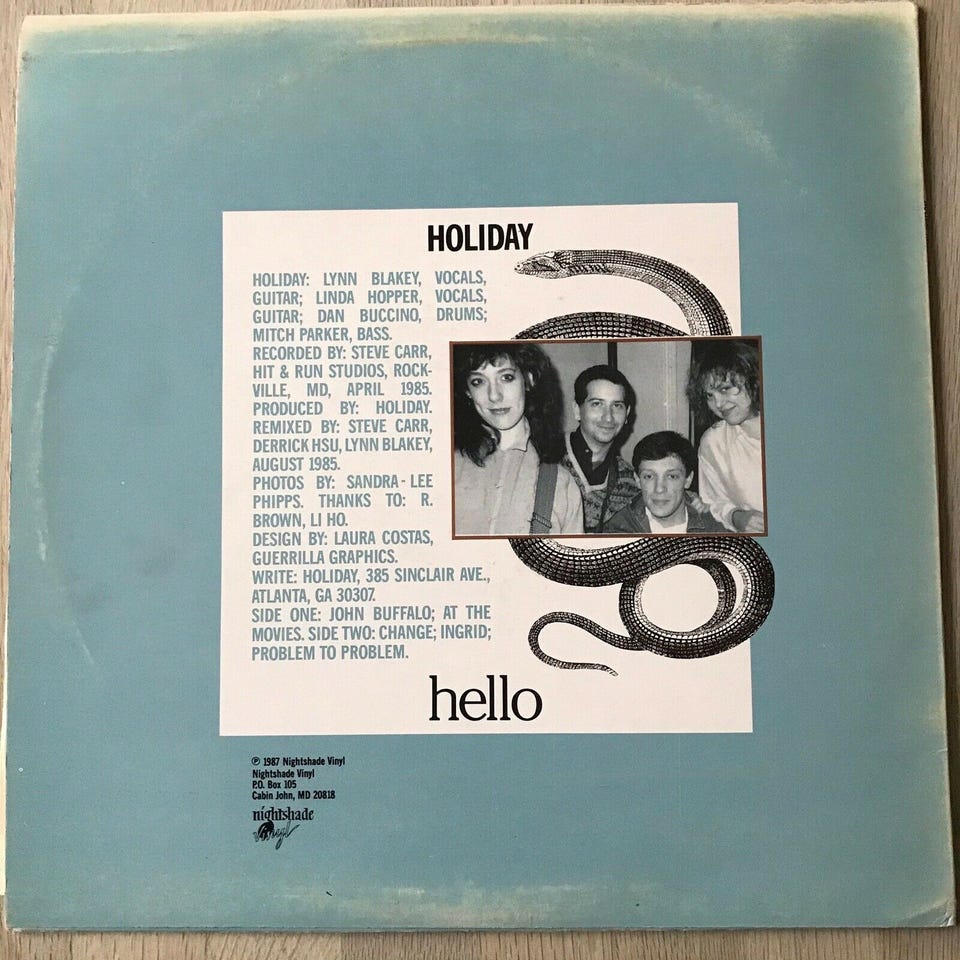 HOLIDAY
HOLIDAY: LYNN BLAKEY, VOCALS,
GUITAR; LINDA HOPPER, VOCALS,
GUITAR; DAN BUCCINO, DRUMS;
MITCH PARKER, BASS.
RECORDED BY: STEVE CARR,
HIT & RUN STUDIOS, ROCK-
VILLE, MD, APRIL 1985.
PRODUCED BY: HOLIDAY.
REMIXED BY: STEVE CARR,
DERRICK HSU, LYNN BLAKEY,
AUGUST 1985.
PHOTOS BY: SANDRA-LEE
PHIPPS. THANKS TO: R.
BROWN, LI HO.
DESIGN BY: LAURA COSTAS,
GUERRILLA GRAPHICS.
WRITE: HOLIDAY, 385 SINCLAIR AVE.,
ATLANTA, GA 30307.
SIDE ONE: JOHN BUFFALO; AT THE
MOVIES. SIDE TWO: CHANGE; INGRID;
PROBLEM TO PROBLEM.
hello
℗ 1987 Nightshade Vinyl
Nightshade Vinyl
P.O. Box 105
Cabin John, MD 20818
nightshade
vinyl